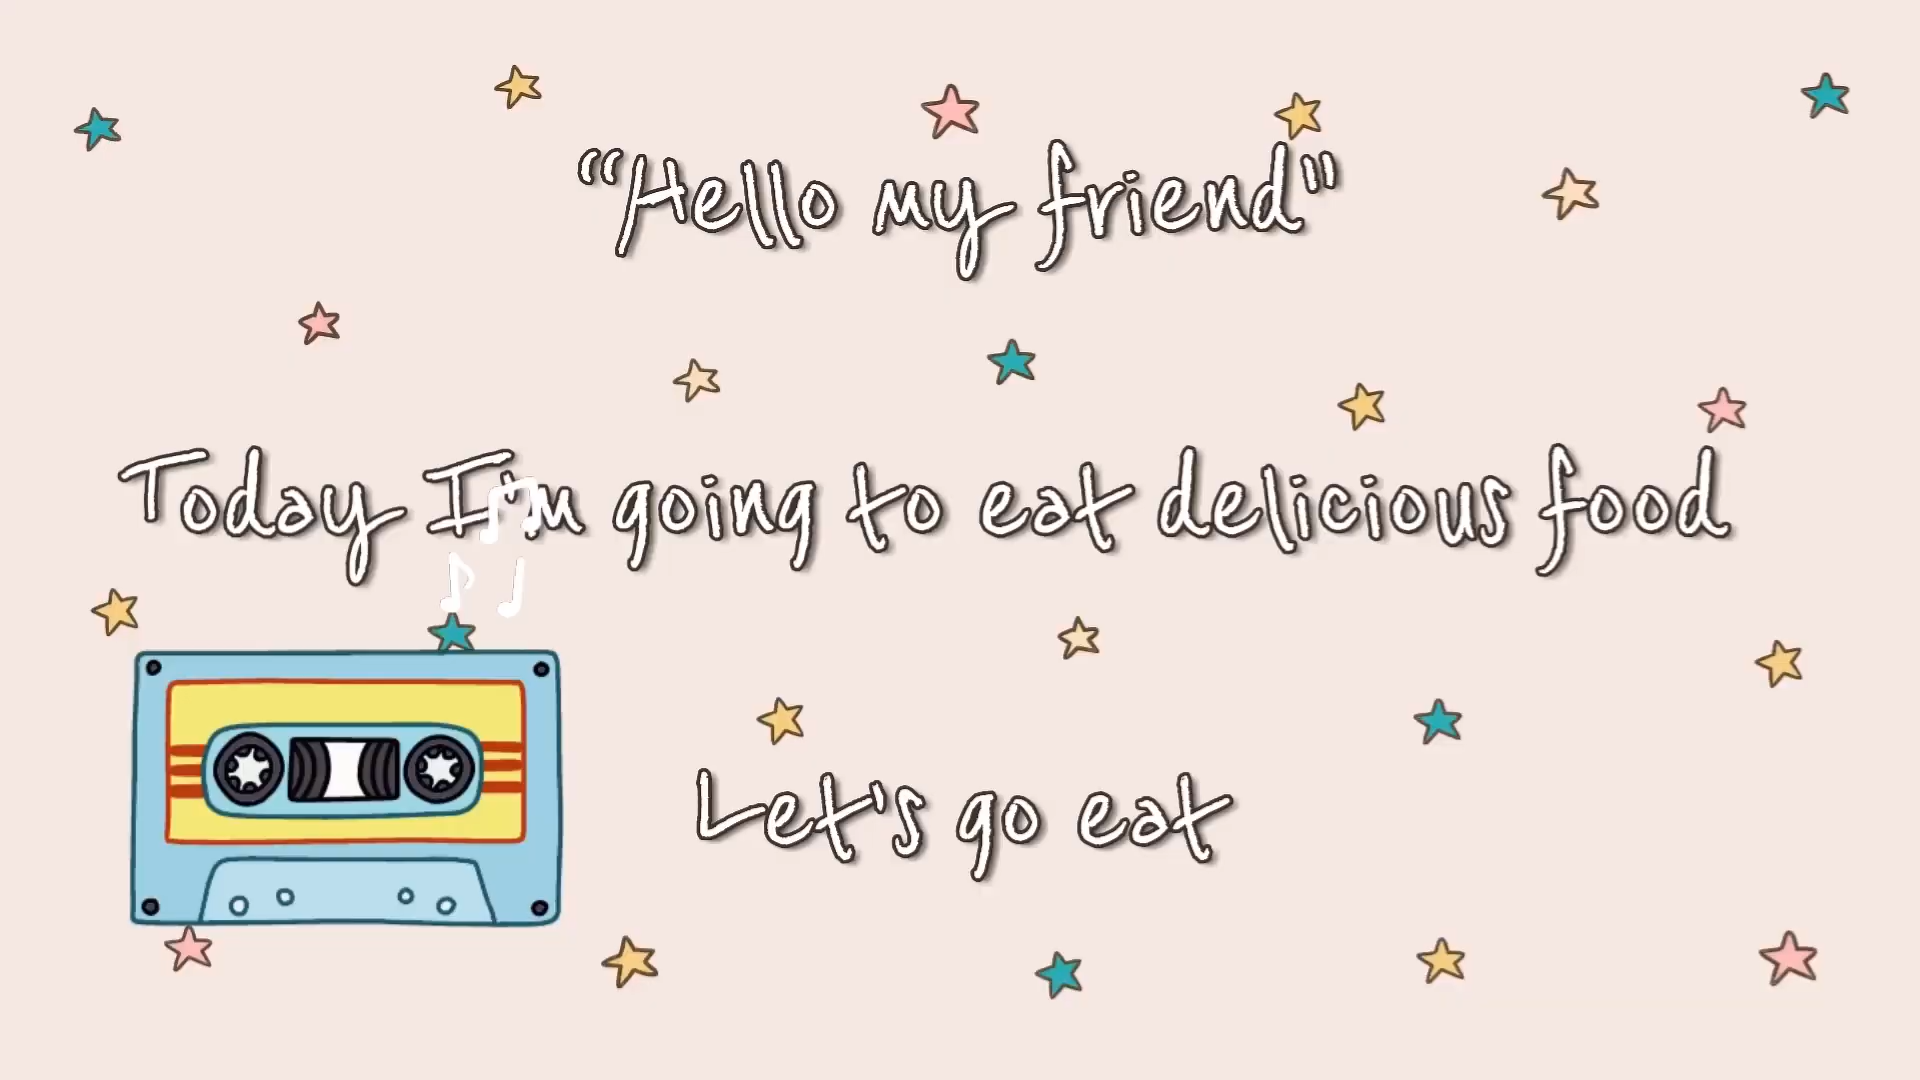 “Hello my friend"
Today I'm going to eat delicious food
Let's go eat